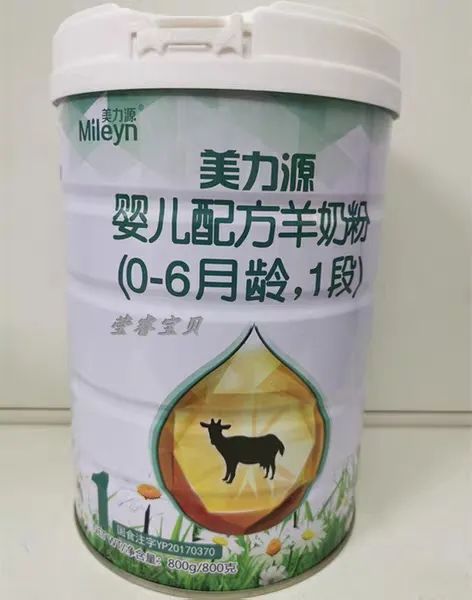 美力源®
Mileyn
美力源
婴儿配方羊奶粉
(0-6月龄,1段)
莹睿宝贝
1
国食注字YP20170370
净含量: 800g/800克